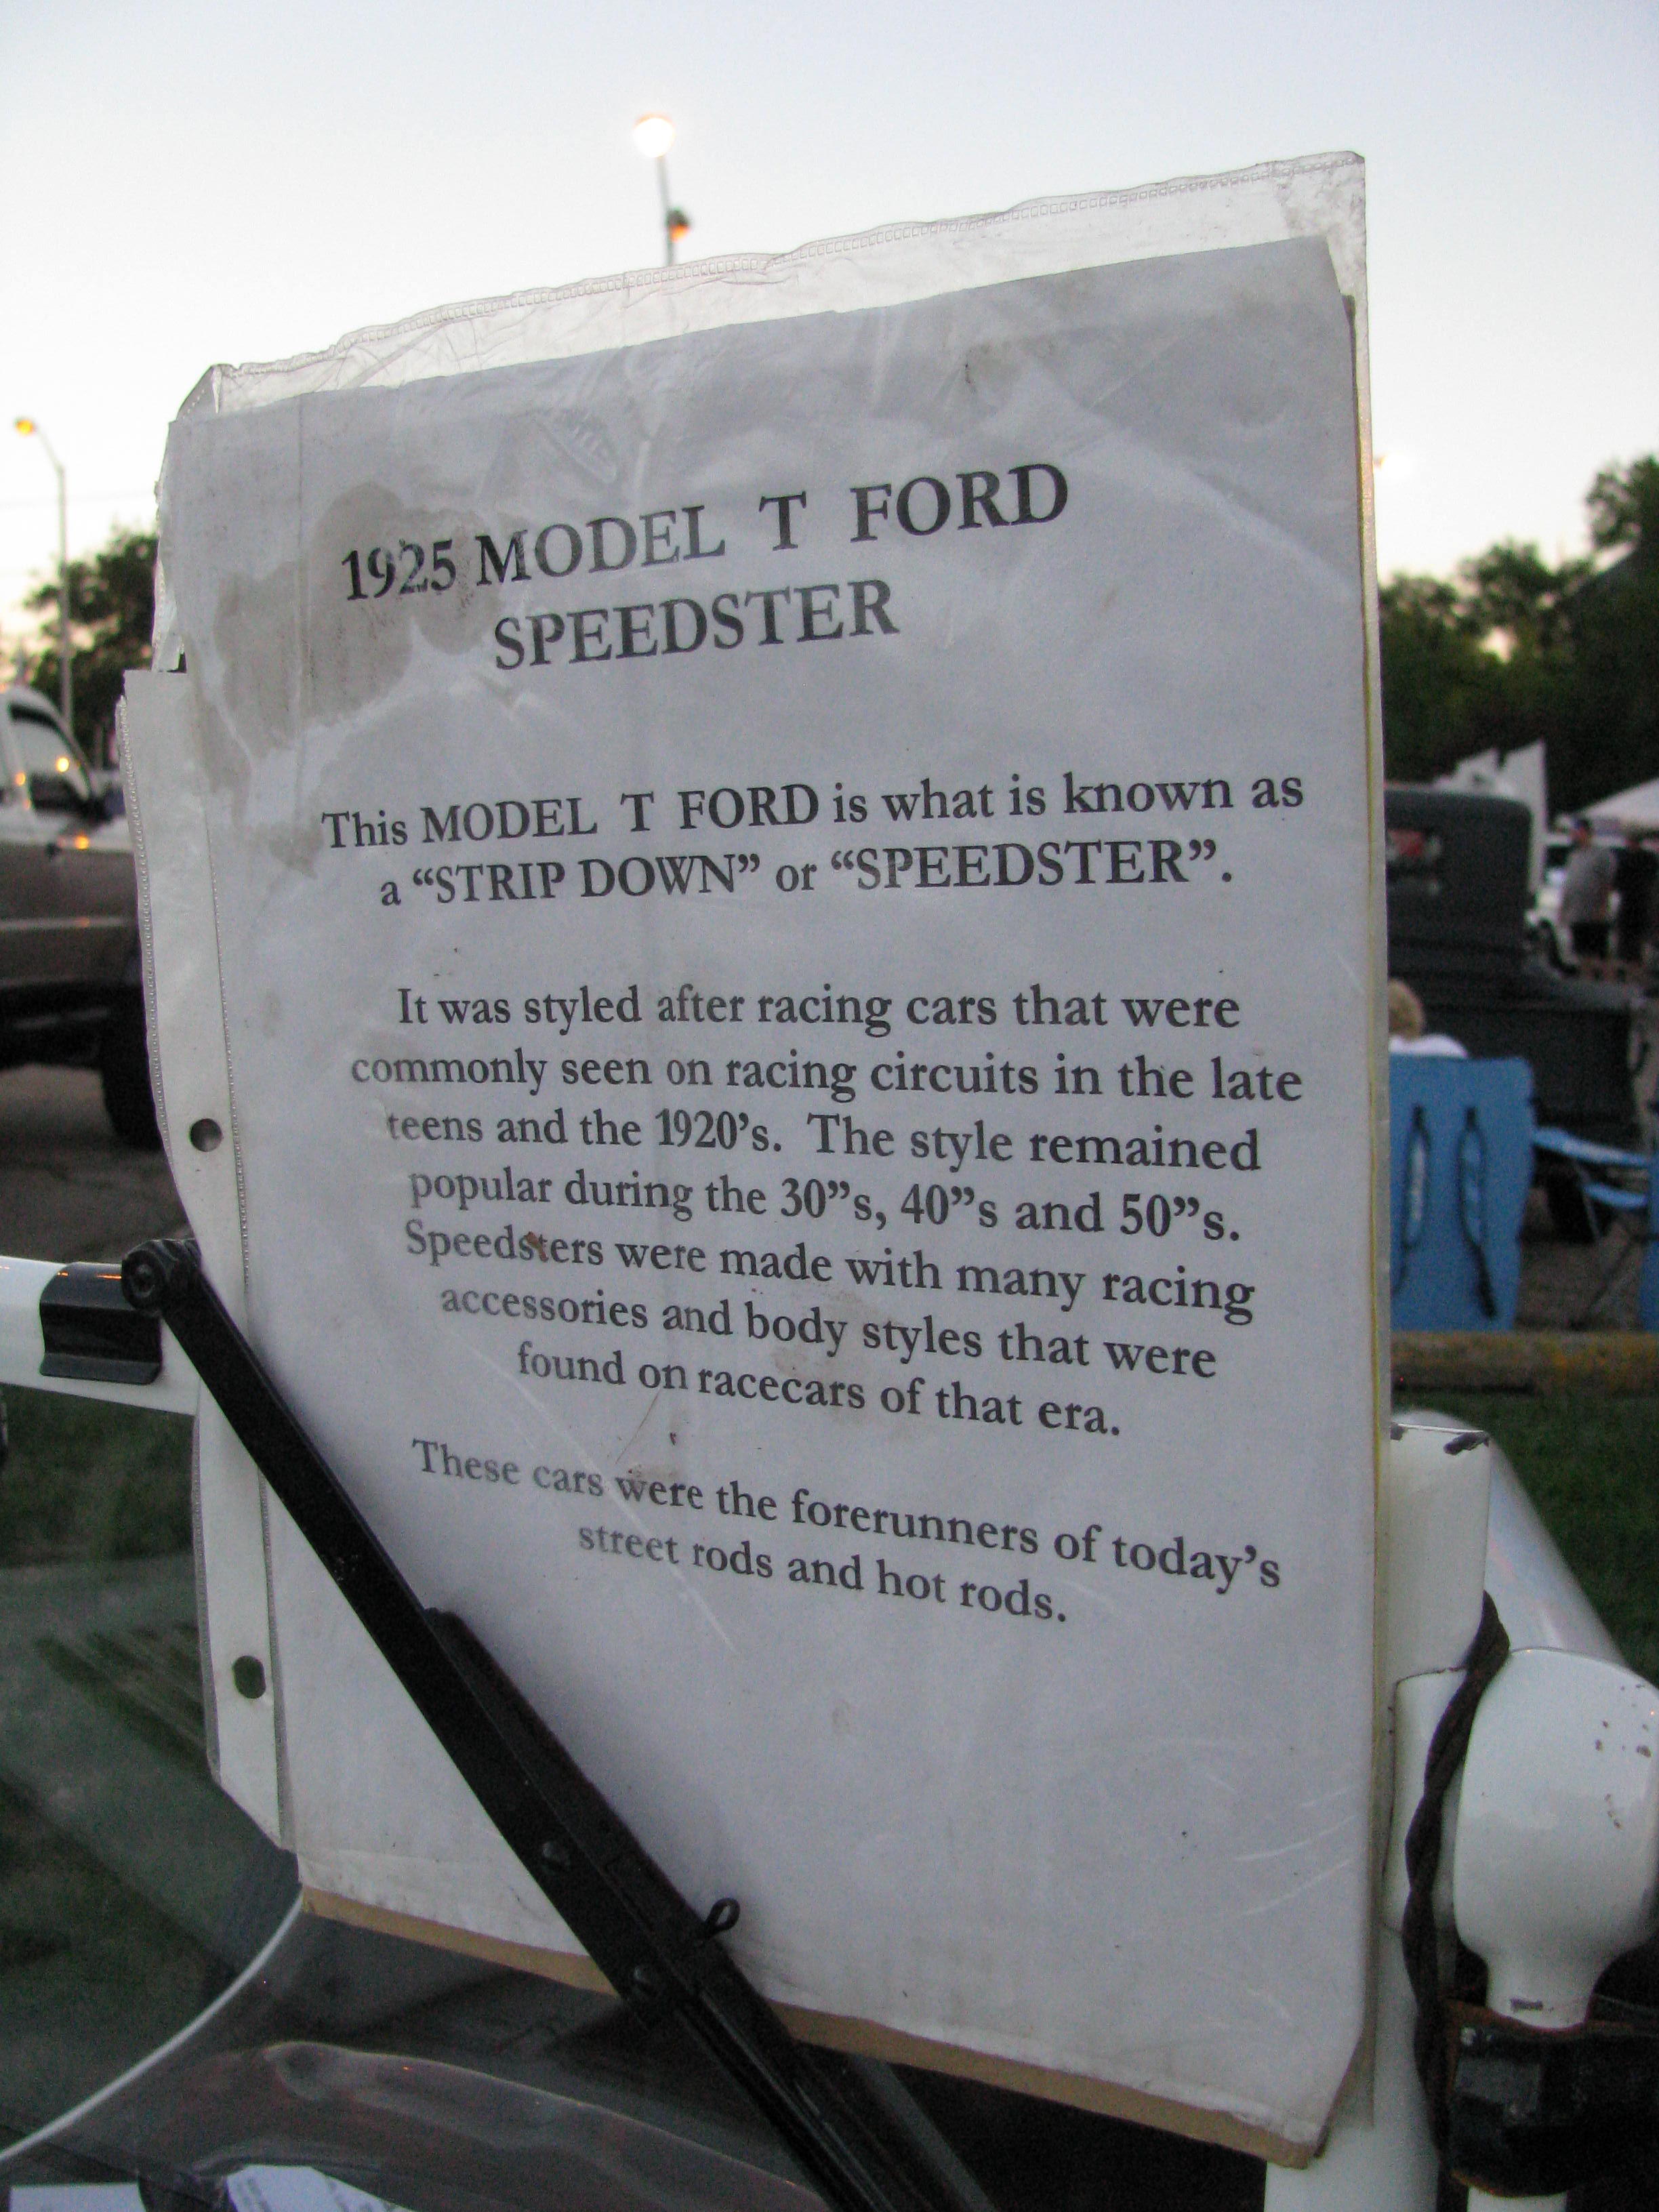 1925 MODEL T FORD
SPEEDSTER
This MODEL T FORD is what is known as
a “STRIP DOWN” or “SPEEDSTER”.
It was styled after racing cars that were
commonly seen on racing circuits in the late
teens and the 1920’s. The style remained
popular during the 30”s, 40”s and 50”s.
Speedsters were made with many racing
accessories and body styles that were
found on racecars of that era.
These cars were the forerunners of today’s
street rods and hot rods.